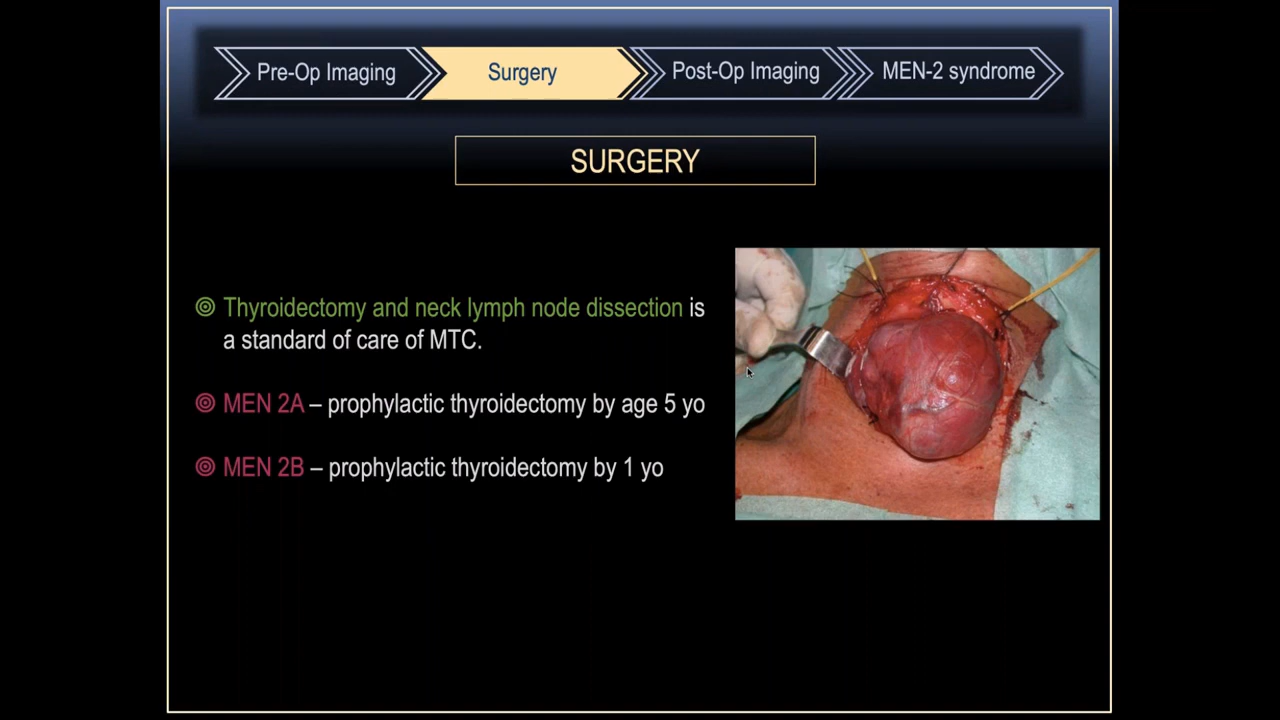 Pre-Op Imaging
Surgery
Post-Op Imaging
MEN-2 syndrome
SURGERY
Thyroidectomy and neck lymph node dissection is
a standard of care of MTC.
MEN 2A – prophylactic thyroidectomy by age 5 yo
MEN 2B – prophylactic thyroidectomy by 1 yo